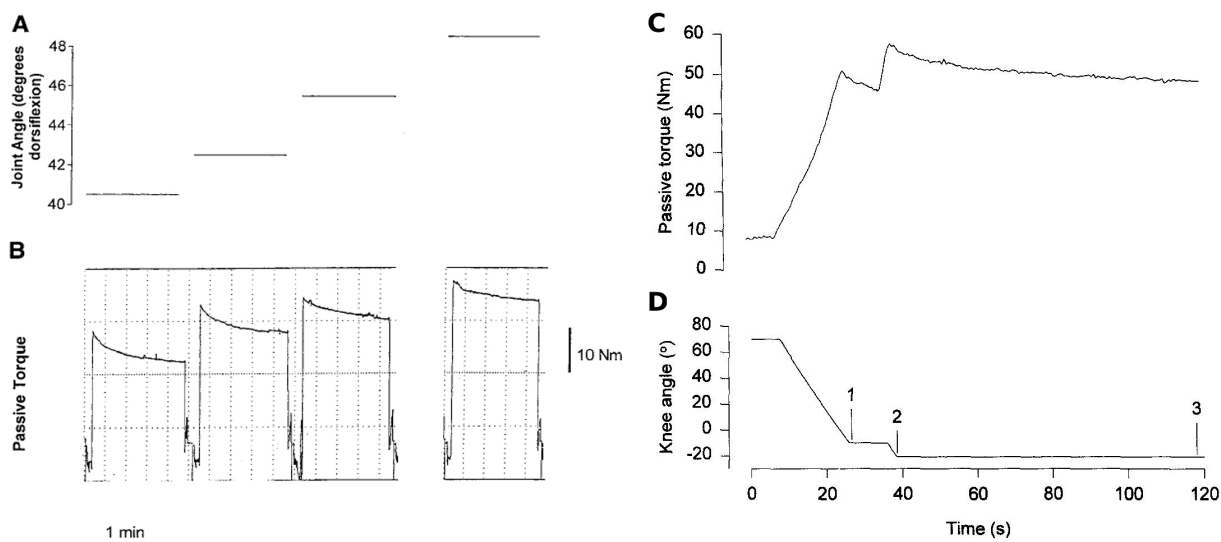 A
Joint Angle (degrees
dorsiflexion)
48
46
44
42
40
B
Passive Torque
10 Nm
1 min
C
Passive torque (Nm)
60
50
40
30
20
10
0
D
Knee angle (º)
80
60
40
20
0
-20
1
2
3
0 20 40 60 80 100 120
Time (s)